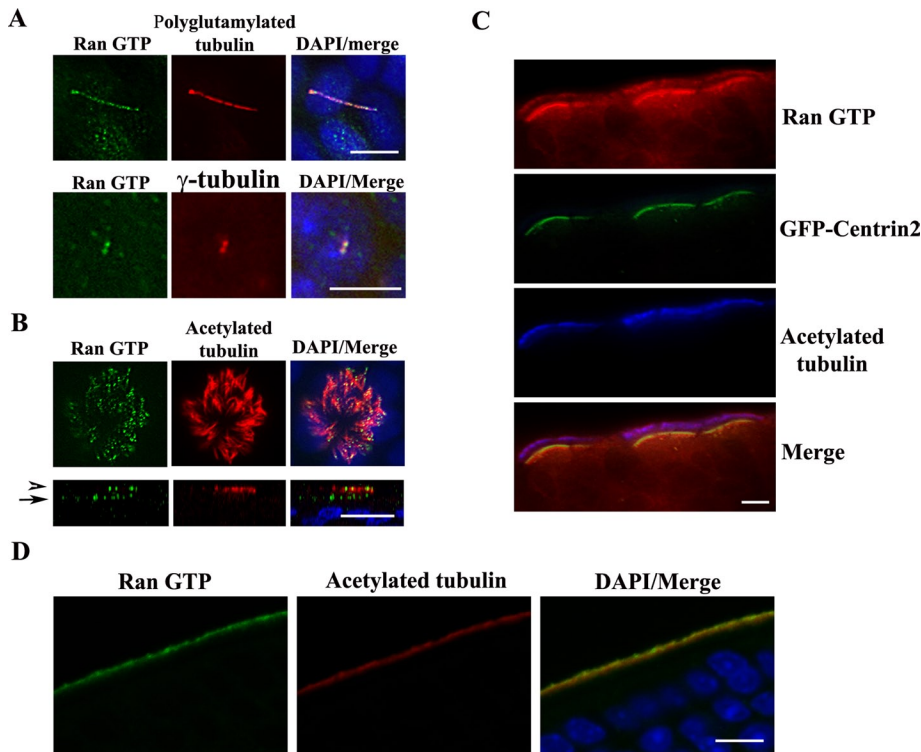 A
Polyglutamylated
Ran GTP tubulin DAPI/merge
Ran GTP γ-tubulin DAPI/Merge
B
Acetylated
Ran GTP tubulin DAPI/Merge
C
Ran GTP
GFP-Centrin2
Acetylated
tubulin
Merge
D
Ran GTP Acetylated tubulin DAPI/Merge